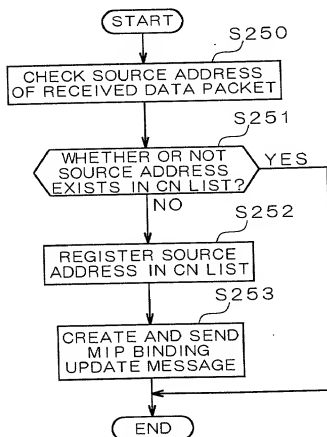 START
S250
CHECK SOURCE ADDRESS
OF RECEIVED DATA PACKET
S251
WHETHER OR NOT
SOURCE ADDRESS
EXISTS IN CN LIST?
YES
NO
S252
REGISTER SOURCE
ADDRESS IN CN LIST
S253
CREATE AND SEND
MIP BINDING
UPDATE MESSAGE
END